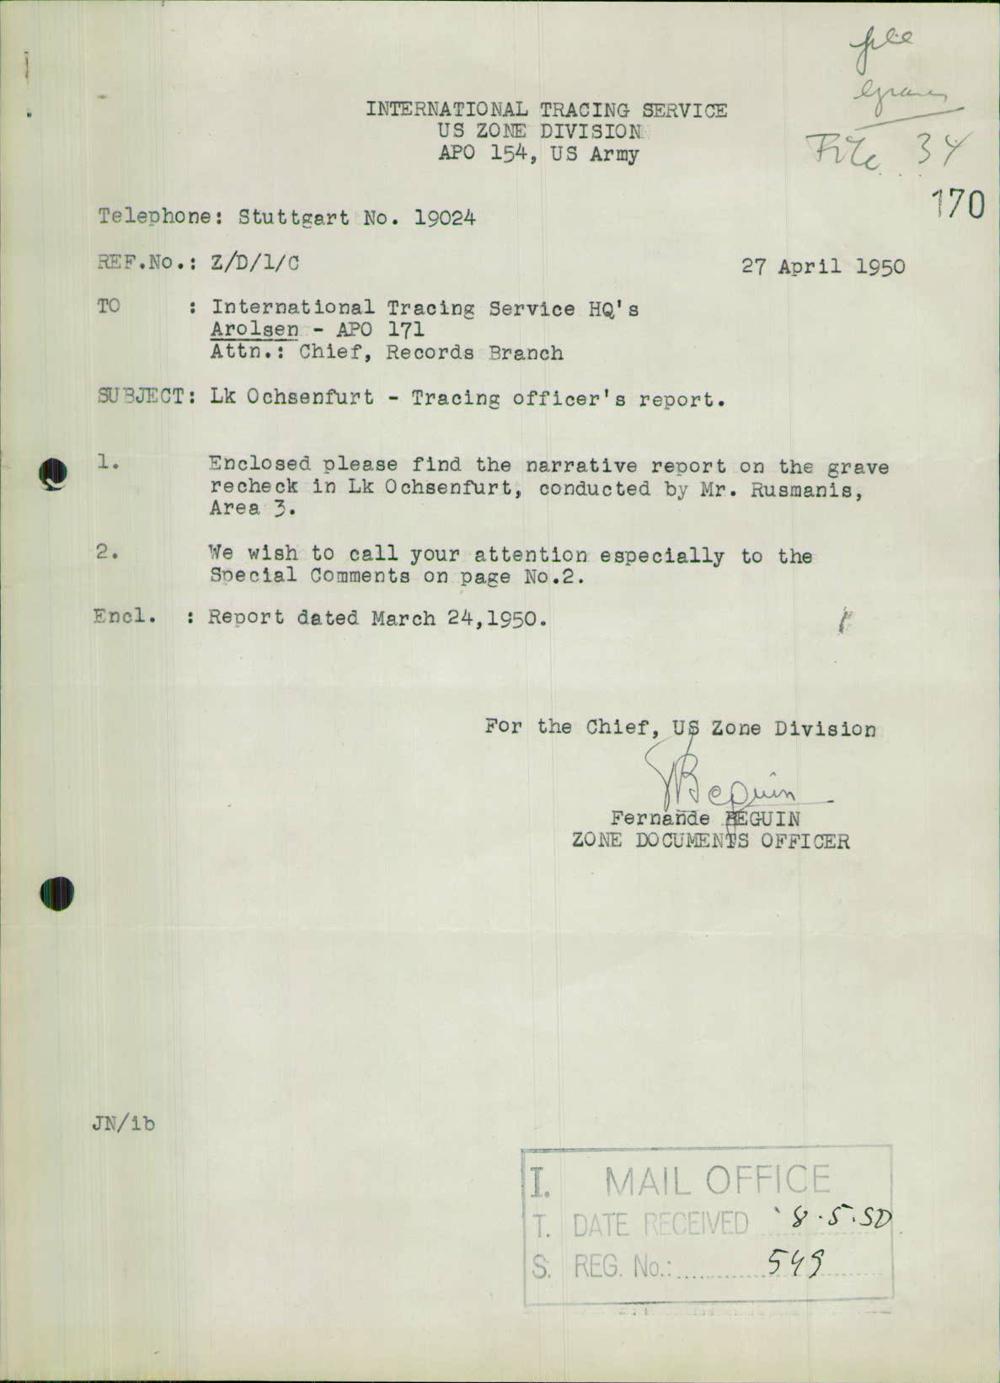 file
graves
File 34
170
INTERNATIONAL TRACING SERVICE
US ZONE DIVISION
APO 154, US Army
Telephone: Stuttgart No. 19024
REF.No.: Z/D/1/C
27 April 1950
TO : International Tracing Service HQ's
Arolsen - APO 171
Attn.: Chief, Records Branch
SUBJECT: Lk Ochsenfurt - Tracing officer's report.
1. Enclosed please find the narrative report on the grave
recheck in Lk Ochsenfurt, conducted by Mr. Rusmanis,
Area 3.
2. We wish to call your attention especially to the
Special Comments on page No.2.
Encl. : Report dated March 24,1950.
For the Chief, US Zone Division
FBeguin
Fernande BEGUIN
ZONE DOCUMENTS OFFICER
JN/ib
I. MAIL OFFICE
T. DATE RECEIVED 8.5.50
S. REG. No.: 549